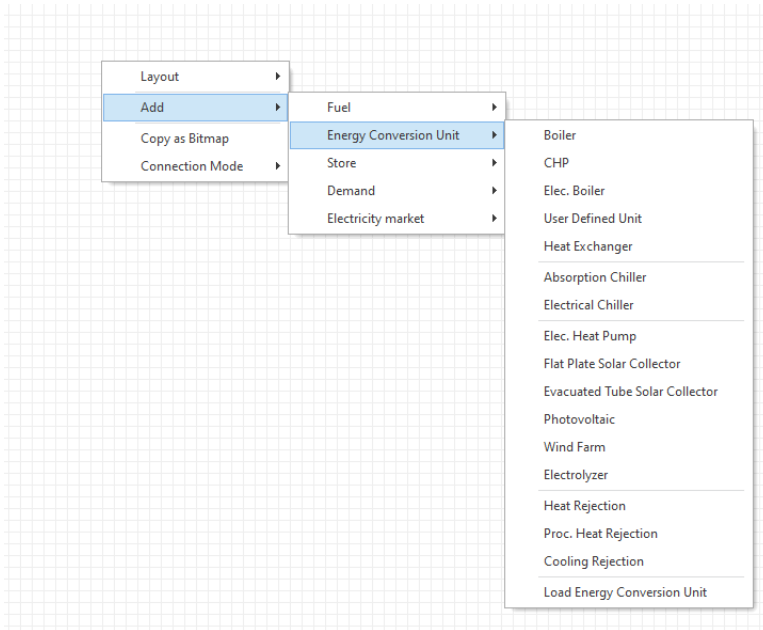 Layout
Add
Copy as Bitmap
Connection Mode
Fuel
Energy Conversion Unit
Store
Demand
Electricity market
Boiler
CHP
Elec. Boiler
User Defined Unit
Heat Exchanger
Absorption Chiller
Electrical Chiller
Elec. Heat Pump
Flat Plate Solar Collector
Evacuated Tube Solar Collector
Photovoltaic
Wind Farm
Electrolyzer
Heat Rejection
Proc. Heat Rejection
Cooling Rejection
Load Energy Conversion Unit